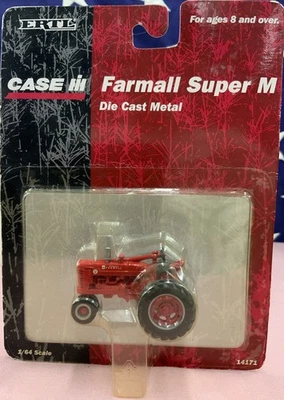 ERTL
For ages 8 and over.
CASE IH Farmall Super M
Die Cast Metal
1/64 Scale
14171